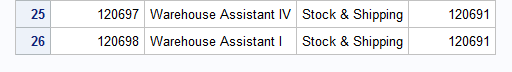 25 120697 Warehouse Assistant IV Stock & Shipping 120691
26 120698 Warehouse Assistant I Stock & Shipping 120691